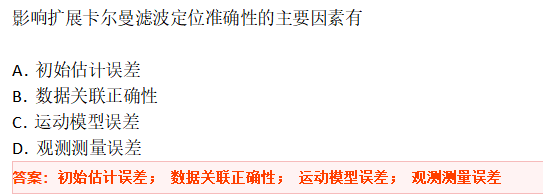 影响扩展卡尔曼滤波定位准确性的主要因素有
A. 初始估计误差
B. 数据关联正确性
C. 运动模型误差
D. 观测测量误差
答案: 初始估计误差; 数据关联正确性; 运动模型误差; 观测测量误差